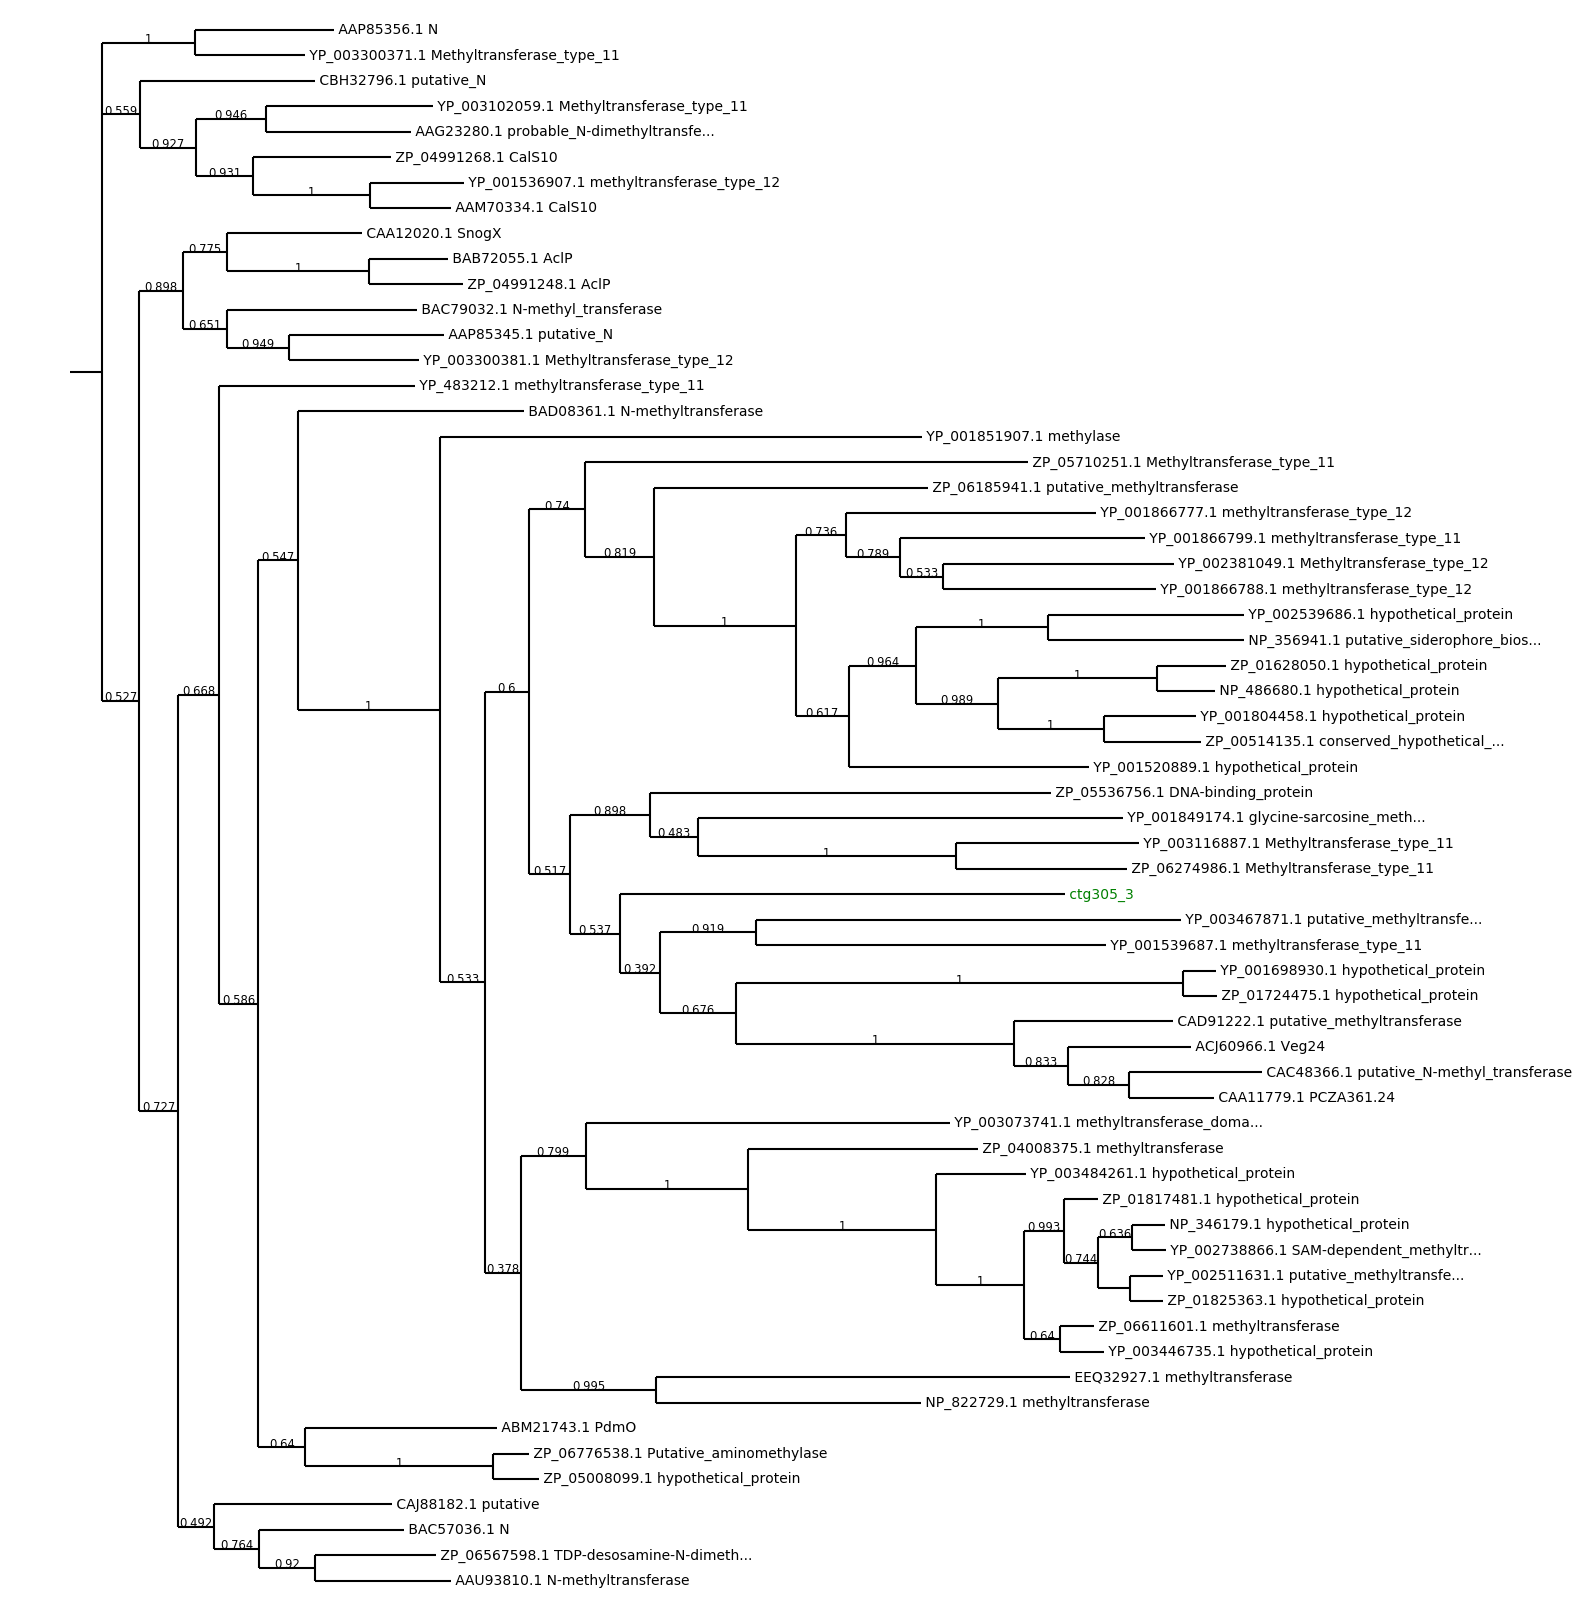 AAP85356.1 N
1
YP_003300371.1 Methyltransferase_type_11
CBH32796.1 putative_N
0.559
YP_003102059.1 Methyltransferase_type_11
0.946
AAG23280.1 probable_N-dimethyltransfe...
0.927
ZP_04991268.1 CalS10
0.931
YP_001536907.1 methyltransferase_type_12
1
AAM70334.1 CalS10
CAA12020.1 SnogX
0.775
BAB72055.1 AclP
1
ZP_04991248.1 AclP
0.898
BAC79032.1 N-methyl_transferase
0.651
AAP85345.1 putative_N
0.949
YP_003300381.1 Methyltransferase_type_12
YP_483212.1 methyltransferase_type_11
BAD08361.1 N-methyltransferase
YP_001851907.1 methylase
ZP_05710251.1 Methyltransferase_type_11
ZP_06185941.1 putative_methyltransferase
0.74
YP_001866777.1 methyltransferase_type_12
0.736
YP_001866799.1 methyltransferase_type_11
0.547
0.819
0.789
YP_002381049.1 Methyltransferase_type_12
0.533
YP_001866788.1 methyltransferase_type_12
YP_002539686.1 hypothetical_protein
1
1
NP_356941.1 putative_siderophore_bios...
0.964
ZP_01628050.1 hypothetical_protein
1
NP_486680.1 hypothetical_protein
0.527
0.668
0.6
0.989
1
0.617
YP_001804458.1 hypothetical_protein
1
ZP_00514135.1 conserved_hypothetical_...
YP_001520889.1 hypothetical_protein
ZP_05536756.1 DNA-binding_protein
0.898
YP_001849174.1 glycine-sarcosine_meth...
0.483
YP_003116887.1 Methyltransferase_type_11
1
ZP_06274986.1 Methyltransferase_type_11
0.517
ctg305_3
YP_003467871.1 putative_methyltransfe...
0.537
0.919
YP_001539687.1 methyltransferase_type_11
0.392
YP_001698930.1 hypothetical_protein
0.533
1
ZP_01724475.1 hypothetical_protein
0.586
0.676
CAD91222.1 putative_methyltransferase
1
ACJ60966.1 Veg24
0.833
CAC48366.1 putative_N-methyl_transferase
0.828
CAA11779.1 PCZA361.24
0.727
YP_003073741.1 methyltransferase_doma...
ZP_04008375.1 methyltransferase
0.799
YP_003484261.1 hypothetical_protein
1
ZP_01817481.1 hypothetical_protein
NP_346179.1 hypothetical_protein
1
0.993
0.636
YP_002738866.1 SAM-dependent_methyltr...
0.744
0.378
YP_002511631.1 putative_methyltransfe...
1
ZP_01825363.1 hypothetical_protein
ZP_06611601.1 methyltransferase
0.64
YP_003446735.1 hypothetical_protein
EEQ32927.1 methyltransferase
0.995
NP_822729.1 methyltransferase
ABM21743.1 PdmO
0.64
ZP_06776538.1 Putative_aminomethylase
1
ZP_05008099.1 hypothetical_protein
CAJ88182.1 putative
0.492
BAC57036.1 N
0.764
ZP_06567598.1 TDP-desosamine-N-dimeth...
0.92
AAU93810.1 N-methyltransferase